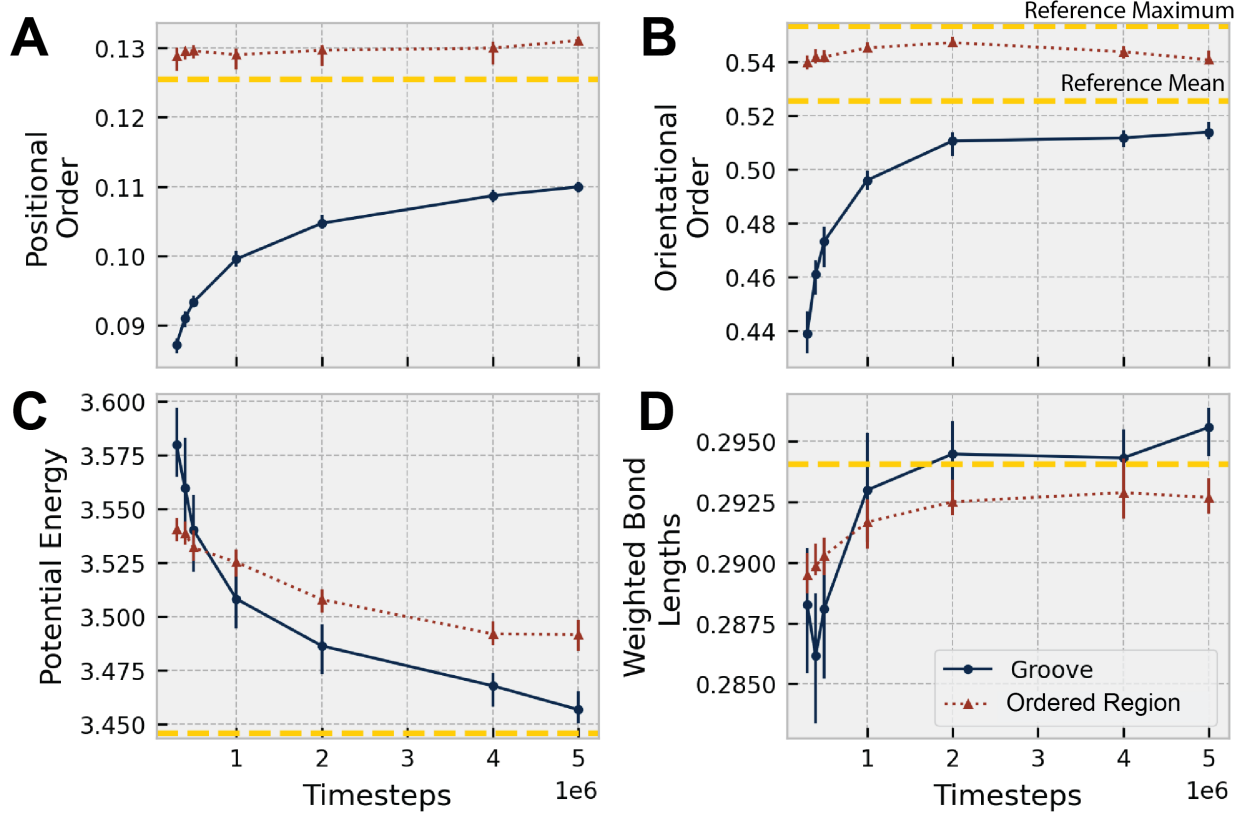 A
0.13
0.12
0.11
0.10
0.09
Positional
Order
B
Reference Maximum
0.54
Reference Mean
0.52
0.50
0.48
0.46
0.44
Orientational
Order
C
3.600
3.575
3.550
3.525
3.500
3.475
3.450
Potential Energy
1 2 3 4 5
1e6
Timesteps
D
0.2950
0.2925
0.2900
0.2875
0.2850
Weighted Bond
Lengths
Groove
Ordered Region
1 2 3 4 5
1e6
Timesteps